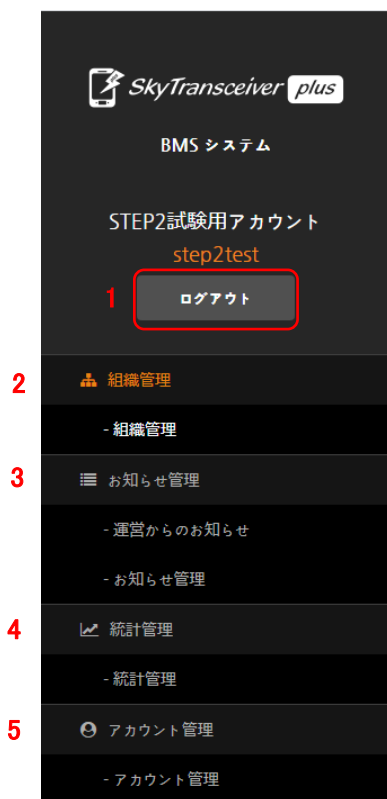 SkyTransceiver plus
BMS システム
STEP2試験用アカウント
step2test
1 ログアウト
2 組織管理
- 組織管理
3 お知らせ管理
- 運営からのお知らせ
- お知らせ管理
4 統計管理
- 統計管理
5 アカウント管理
- アカウント管理